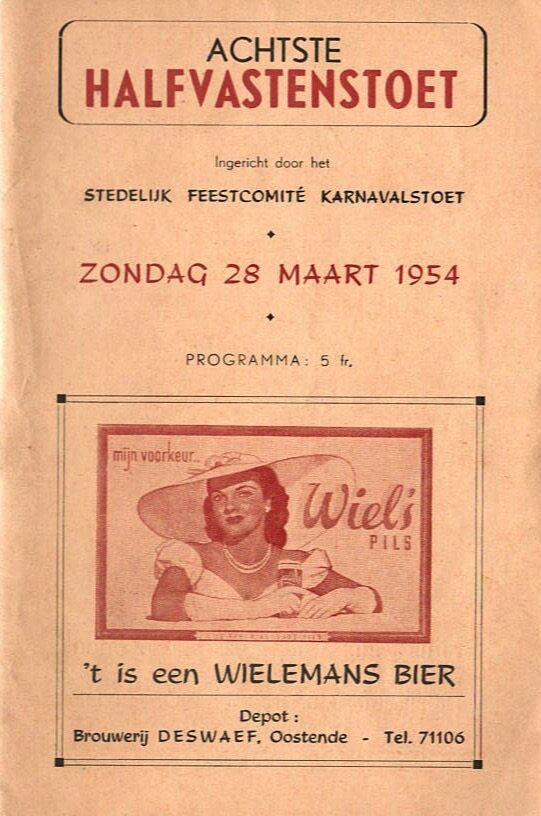 ACHTSTE
HALFVASTENSTOET
Ingericht door het
STEDELIJK FEESTCOMITÉ KARNAVALSTOET
ZONDAG 28 MAART 1954
PROGRAMMA: 5 fr.
mijn voorkeur..
Wiel's
PILS
't is een WIELEMANS BIER
Depot :
Brouwerij DESWAEF, Oostende - Tel. 71106